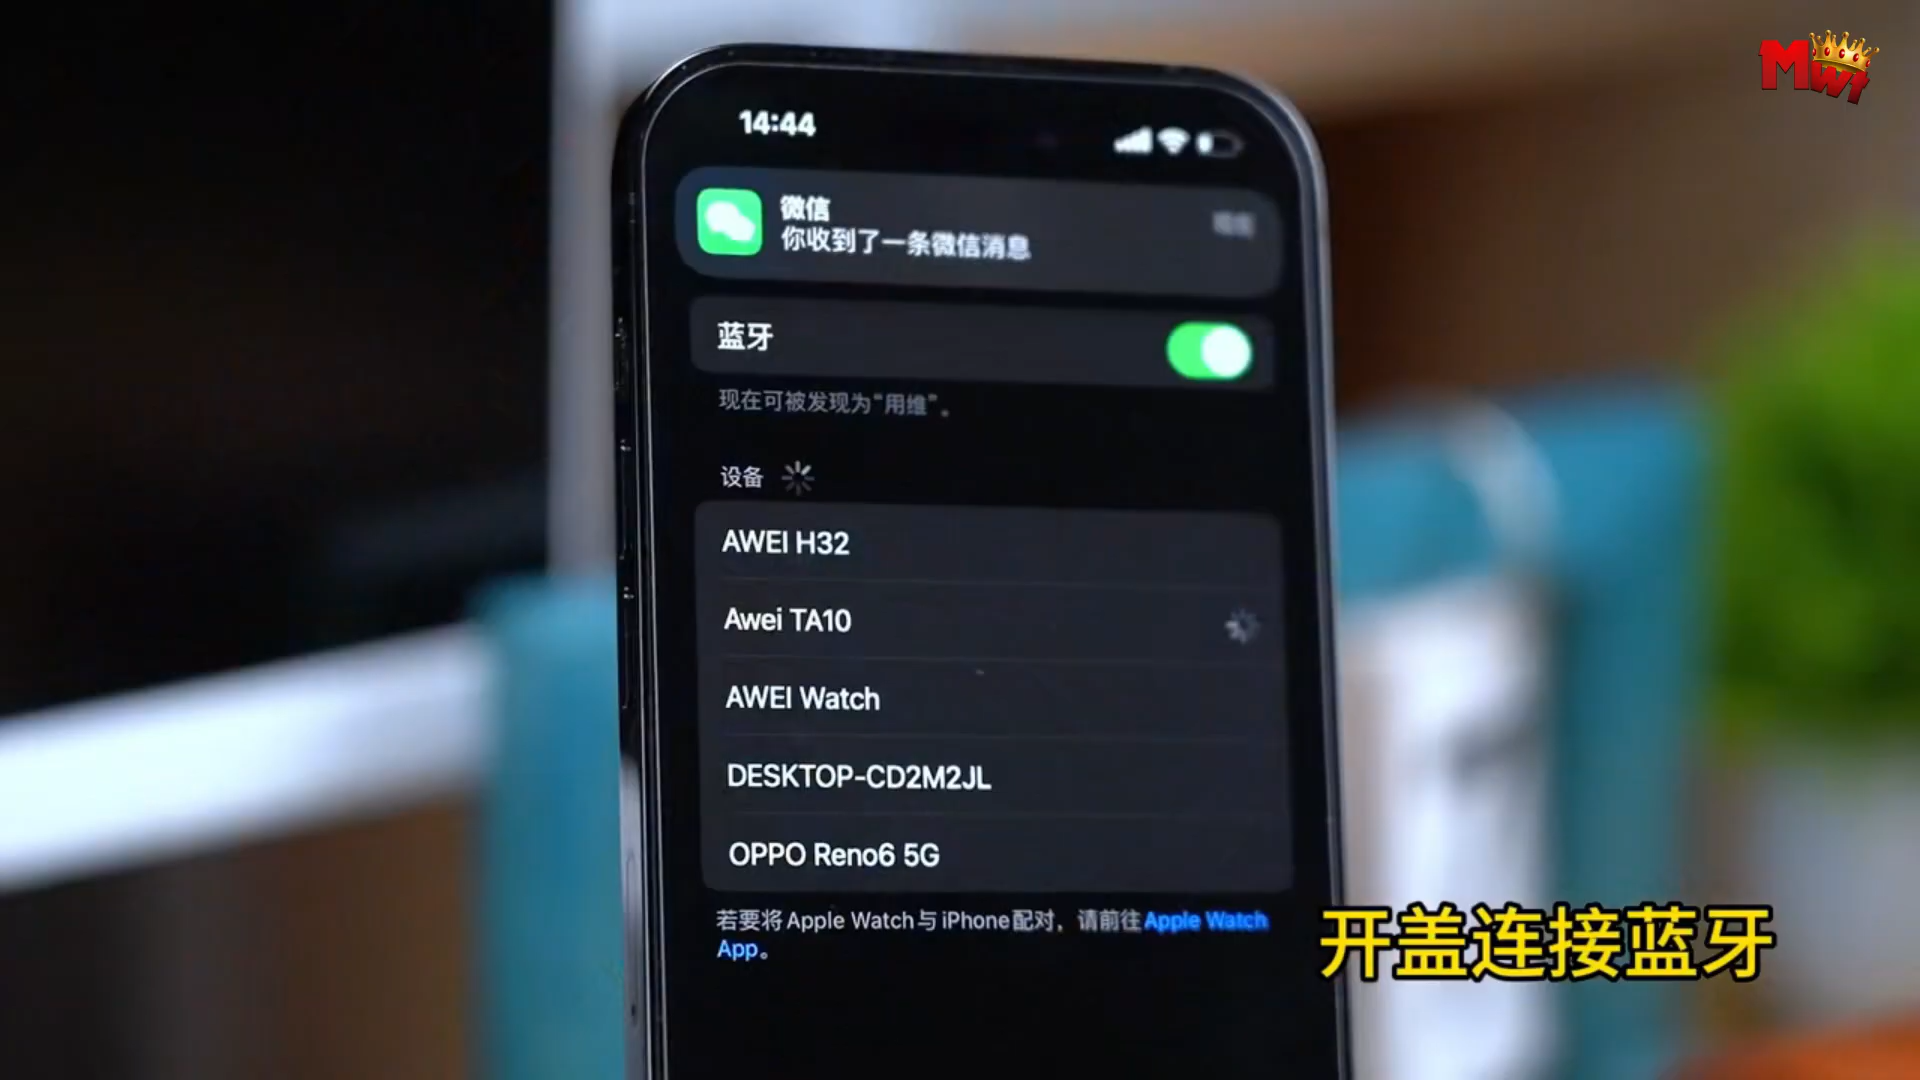 MWT
14:44
微信
你收到了一条微信消息
蓝牙
现在可被发现为“用维”。
设备
AWEI H32
Awei TA10
AWEI Watch
DESKTOP-CD2M2JL
OPPO Reno6 5G
若要将Apple Watch与iPhone配对，请前往Apple Watch
App。
开盖连接蓝牙